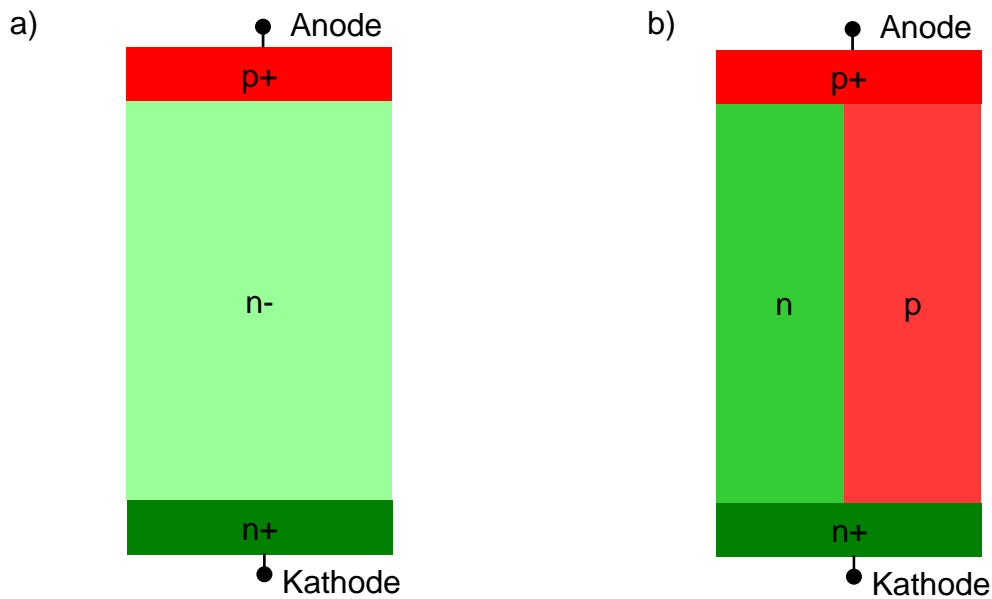 a)
Anode
p+
n-
n+
Kathode
b)
Anode
p+
n
p
n+
Kathode